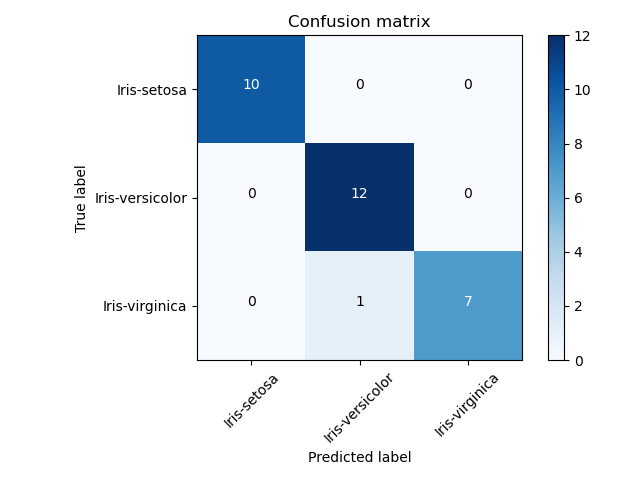 Confusion matrix
True label
Iris-setosa 10 0 0
Iris-versicolor 0 12 0
Iris-virginica 0 1 7
Iris-setosa Iris-versicolor Iris-virginica
Predicted label
12
10
8
6
4
2
0